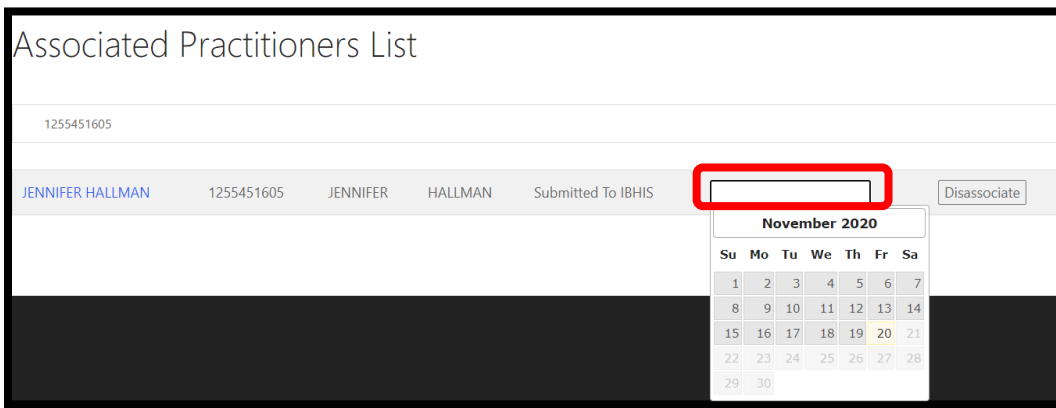 Associated Practitioners List
1255451605
JENNIFER HALLMAN 1255451605 JENNIFER HALLMAN Submitted To IBHIS Disassociate
November 2020
Su Mo Tu We Th Fr Sa
1 2 3 4 5 6 7
8 9 10 11 12 13 14
15 16 17 18 19 20 21
22 23 24 25 26 27 28
29 30